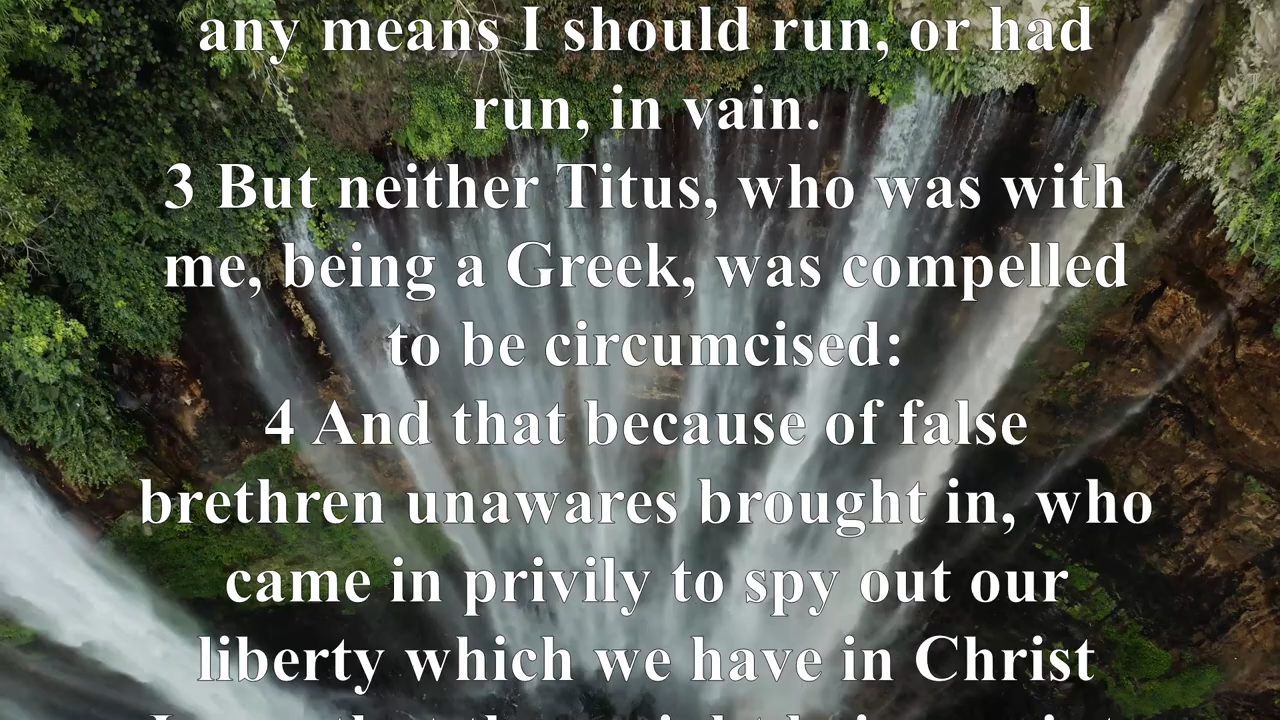 any means I should run, or had
run, in vain.
3 But neither Titus, who was with
me, being a Greek, was compelled
to be circumcised:
4 And that because of false
brethren unawares brought in, who
came in privily to spy out our
liberty which we have in Christ